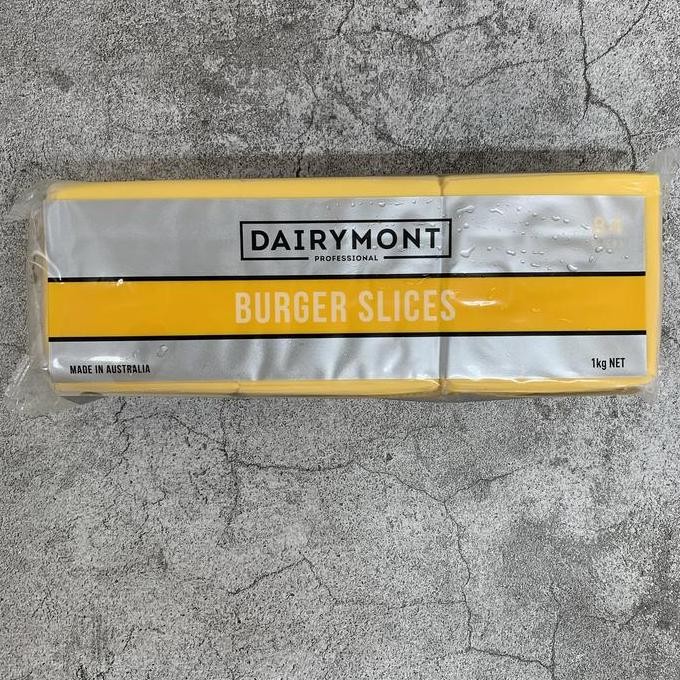 DAIRYMONT
PROFESSIONAL
BURGER SLICES
MADE IN AUSTRALIA
1kg NET